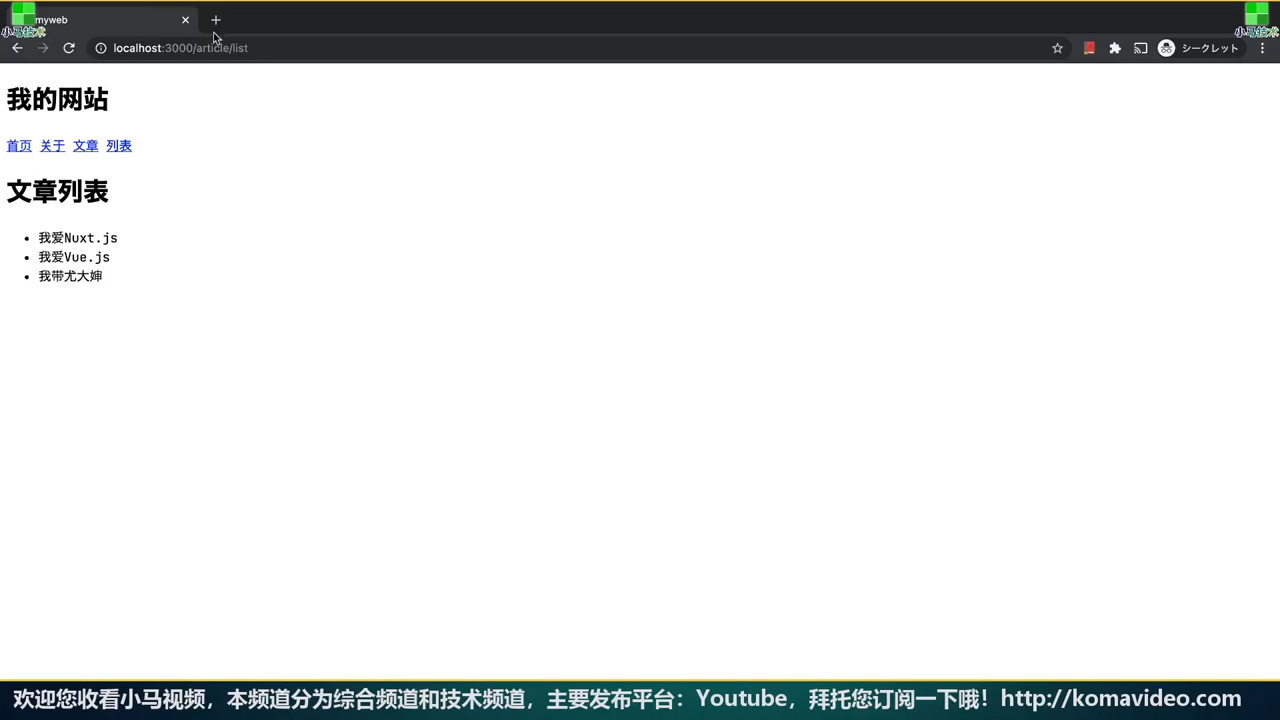 myweb
小马技术
小马技术
localhost:3000/article/list
シークレット
我的网站
首页 关于 文章 列表
文章列表
我爱Nuxt.js
我爱Vue.js
我带尤大婶
欢迎您收看小马视频，本频道分为综合频道和技术频道，主要发布平台：Youtube，拜托您订阅一下哦！http://komavideo.com